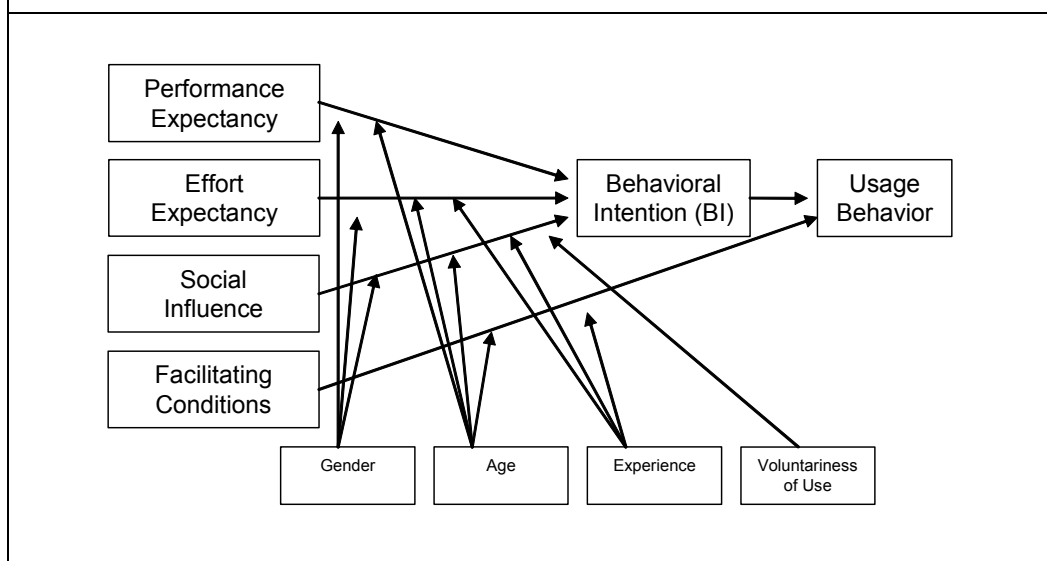 Performance
Expectancy
Effort
Expectancy
Social
Influence
Facilitating
Conditions
Behavioral
Intention (BI)
Usage
Behavior
Gender
Age
Experience
Voluntariness
of Use